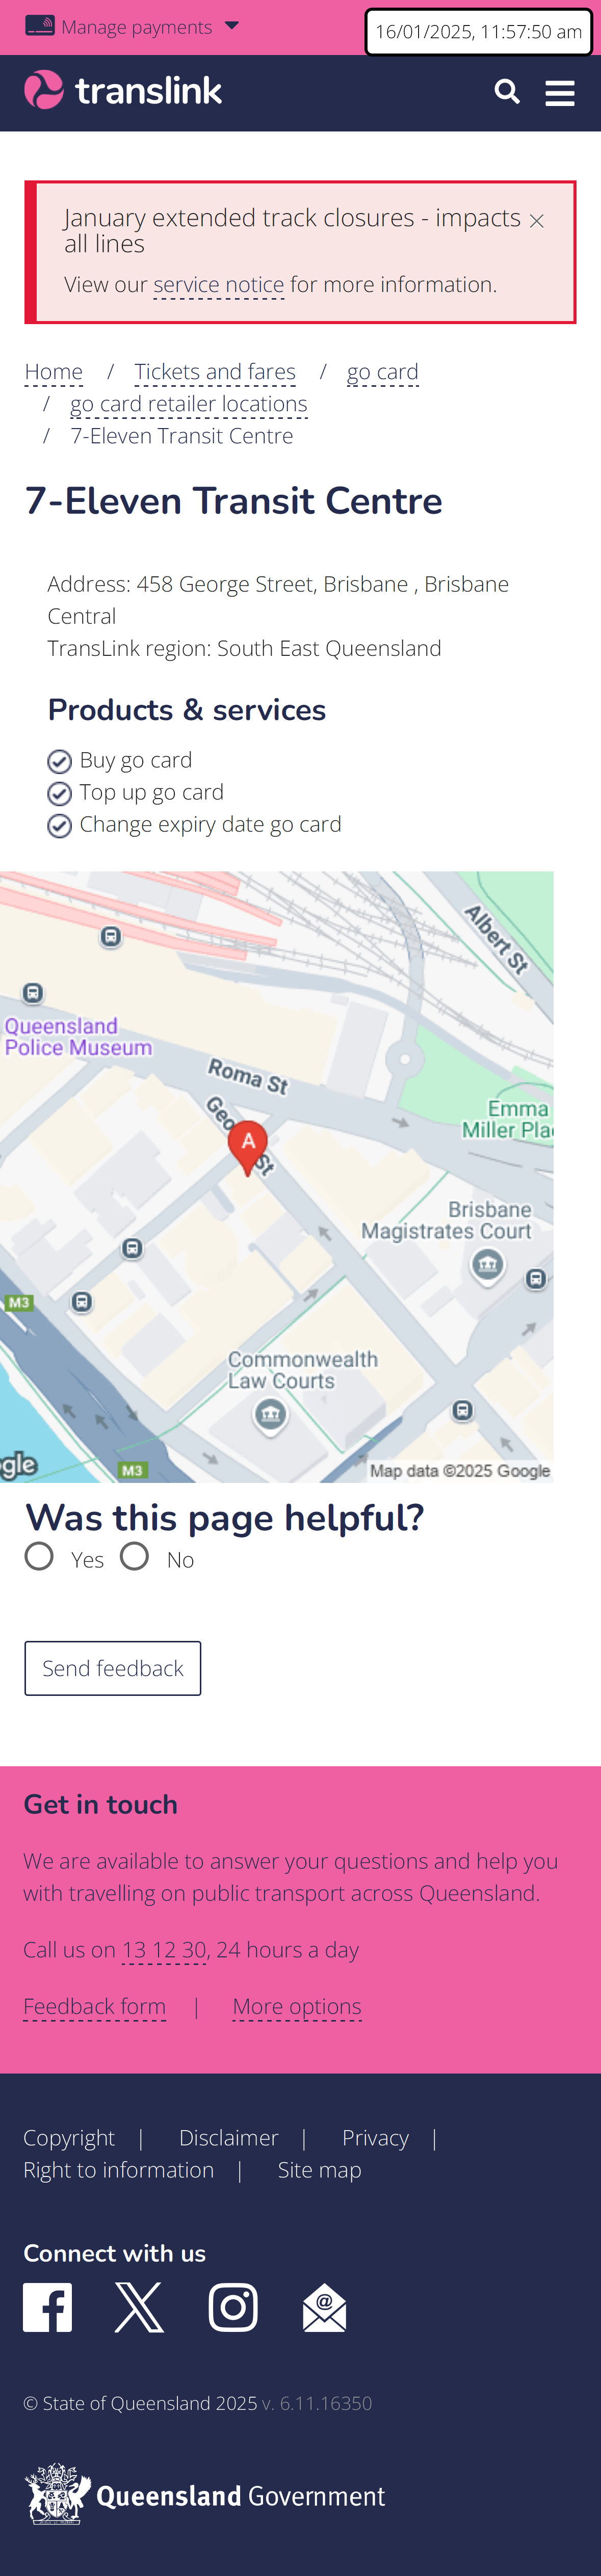 Manage payments
16/01/2025, 11:57:50 am
translink
January extended track closures - impacts
all lines
View our service notice for more information.
Home / Tickets and fares / go card
/ go card retailer locations
/ 7-Eleven Transit Centre
7-Eleven Transit Centre
Address: 458 George Street, Brisbane , Brisbane
Central
TransLink region: South East Queensland
Products & services
Buy go card
Top up go card
Change expiry date go card
Albert St
Queensland
Police Museum
Roma St
Emma
Miller Pla
A
Brisbane
Magistrates Court
M3
Commonwealth
Law Courts
gle
M3
Map data ©2025 Google
Was this page helpful?
Yes No
Send feedback
Get in touch
We are available to answer your questions and help you
with travelling on public transport across Queensland.
Call us on 13 12 30, 24 hours a day
Feedback form | More options
Copyright | Disclaimer | Privacy |
Right to information | Site map
Connect with us
© State of Queensland 2025 v. 6.11.16350
Queensland Government